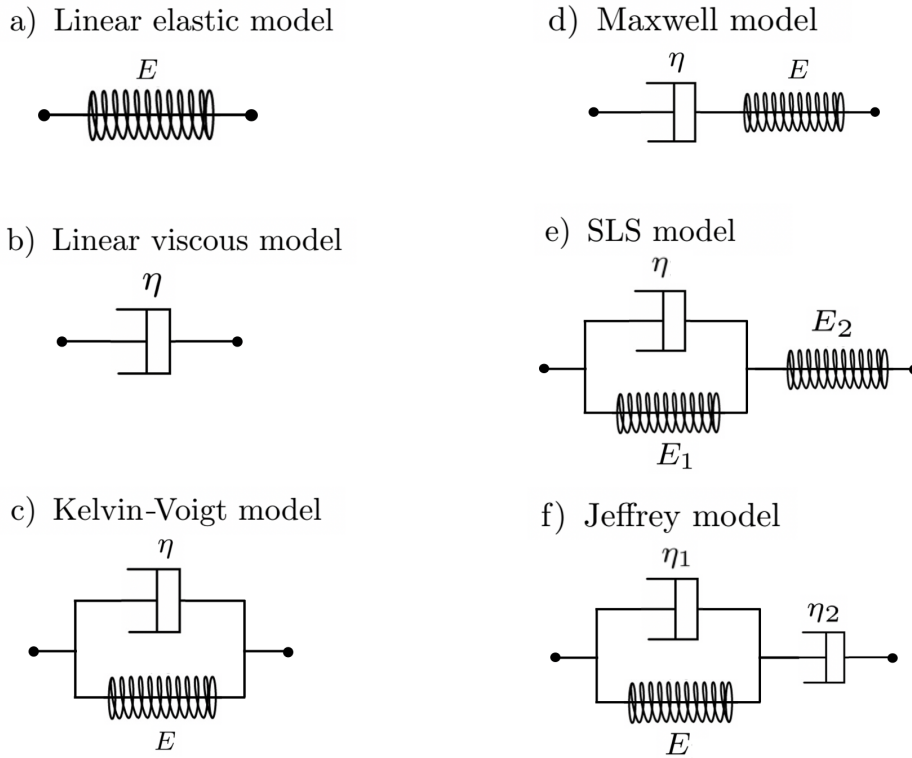 a) Linear elastic model
E
b) Linear viscous model
η
c) Kelvin-Voigt model
η
E
d) Maxwell model
η E
e) SLS model
η
E₂
E₁
f) Jeffrey model
η₁
η₂
E